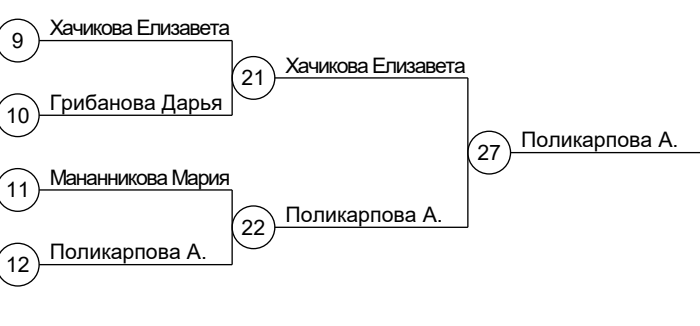 9
Хачикова Елизавета
21
Хачикова Елизавета
10
Грибанова Дарья
27
Поликарпова А.
11
Мананникова Мария
22
Поликарпова А.
12
Поликарпова А.